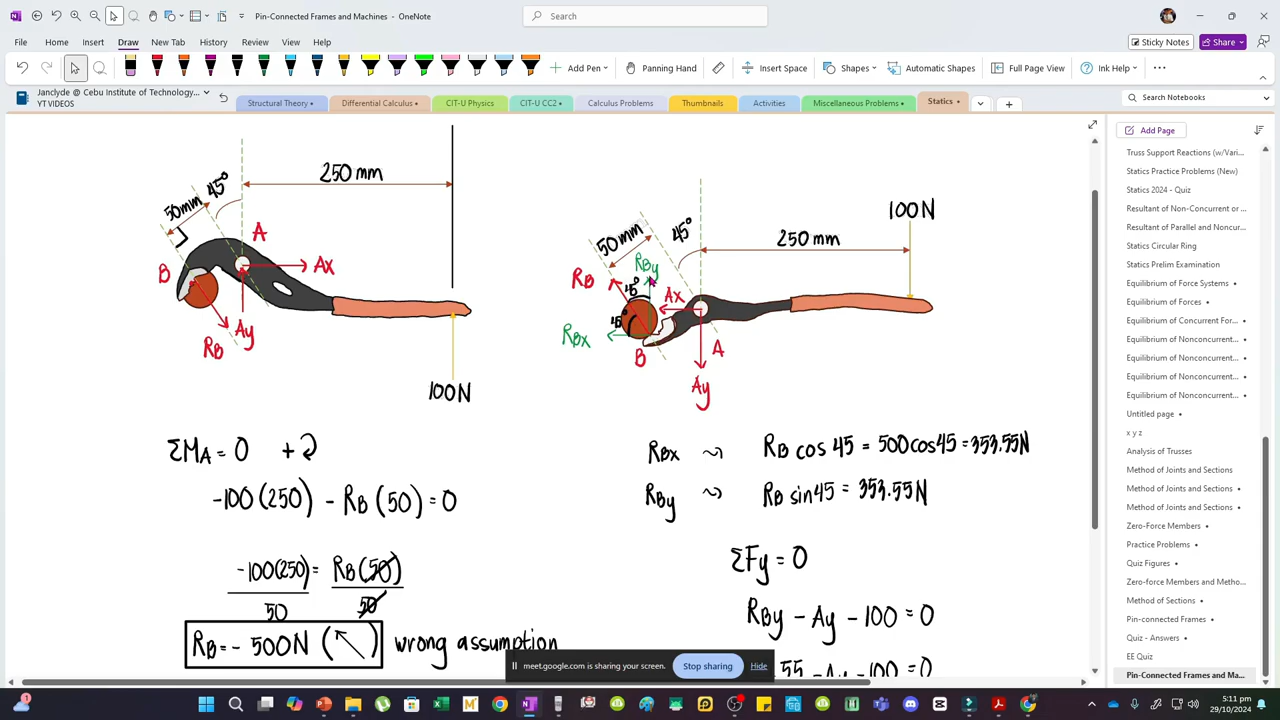 Pin-Connected Frames and Machines - OneNote
Search
File Home Insert Draw New Tab History Review View Help
Sticky Notes Share
Add Pen Panning Hand Insert Space Shapes Automatic Shapes Full Page View Ink Help
Janclyde @ Cebu Institute of Technology...
YT VIDEOS
Structural Theory • Differential Calculus • CIT-U Physics CIT-U CC2 • Calculus Problems Thumbnails Activities Miscellaneous Problems • Statics •
Search Notebooks
Add Page
Truss Support Reactions (w/Vari...
Statics Practice Problems (New)
Statics 2024 - Quiz
Resultant of Non-Concurrent or ...
Resultant of Parallel and Noncur...
Statics Circular Ring
Statics Prelim Examination
Equilibrium of Force Systems •
Equilibrium of Forces •
Equilibrium of Concurrent For...
Equilibrium of Nonconcurrent...
Equilibrium of Nonconcurrent...
Equilibrium of Nonconcurrent...
Equilibrium of Nonconcurrent...
Untitled page •
x y z
Analysis of Trusses
Method of Joints and Sections
Method of Joints and Sections •
Method of Joints and Sections •
Zero-Force Members •
Practice Problems •
Quiz Figures •
Zero-force Members and Metho...
Method of Sections •
Pin-connected Frames •
Quiz - Answers •
EE Quiz
Pin-Connected Frames and Ma...
50mm
45°
250 mm
A
Ax
B
Ay
RB
100N
ΣMA = 0 +
-100(250) - RB(50) = 0
-100(250) = RB(50)
50 50
RB = - 500N ( ) wrong assumption
100N
50mm
45°
250 mm
RBy
RB
45°
Ax
45°
RBx
B
A
Ay
RBx RB cos 45 = 500cos45 = 353.55N
RBy RB sin45 = 353.55N
ΣFy = 0
RBy - Ay - 100 = 0
55 - Ay - 100 = 0
meet.google.com is sharing your screen. Stop sharing Hide
1
5:11 pm
29/10/2024